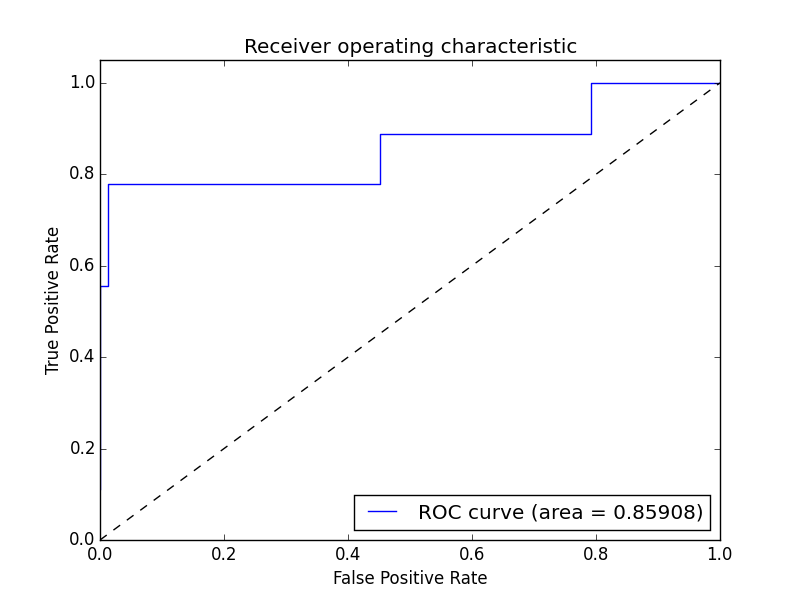 Receiver operating characteristic
True Positive Rate
1.0
0.8
0.6
0.4
0.2
0.0
ROC curve (area = 0.85908)
0.0 0.2 0.4 0.6 0.8 1.0
False Positive Rate